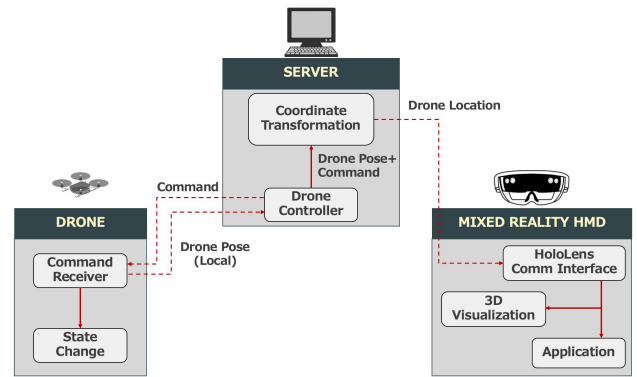 SERVER
Coordinate
Transformation
Drone Location
Drone Pose+
Command
Command
Drone
Controller
DRONE
MIXED REALITY HMD
Drone Pose
(Local)
Command
Receiver
HoloLens
Comm Interface
3D
Visualization
State
Change
Application